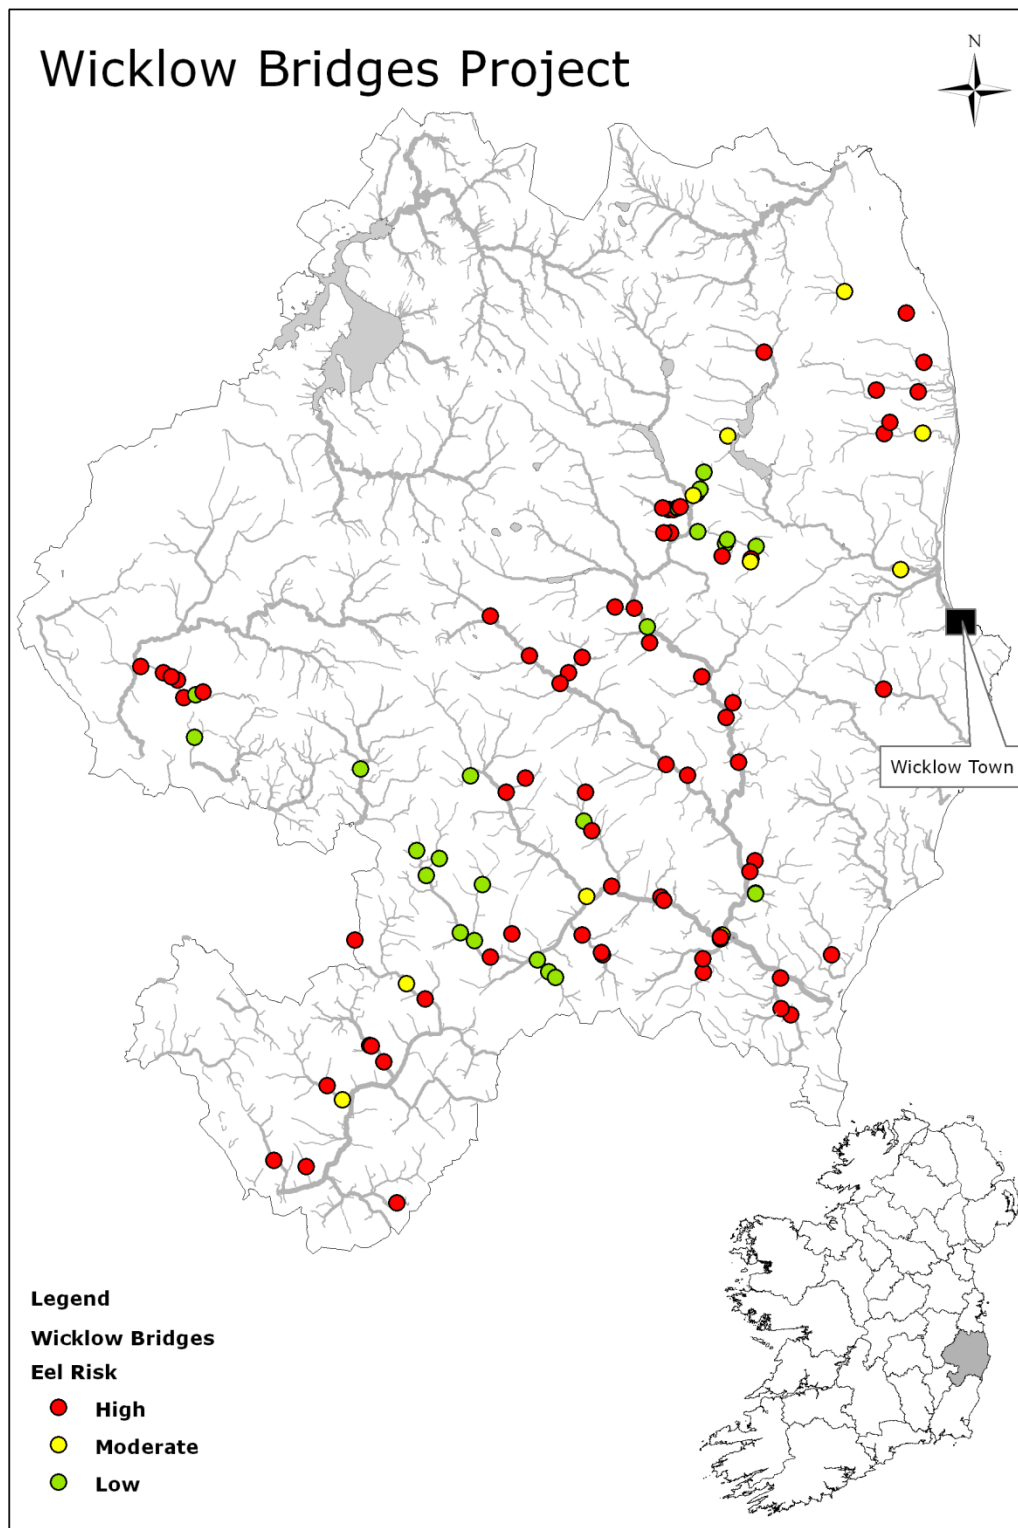 Wicklow Bridges Project
N
Wicklow Town
Legend
Wicklow Bridges
Eel Risk
High
Moderate
Low